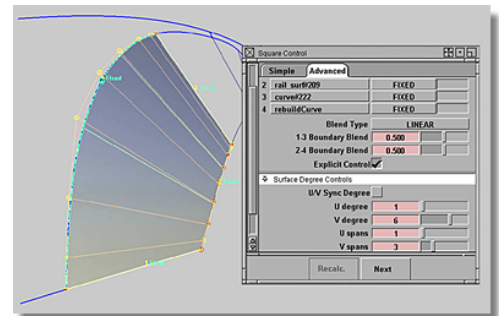 Square Control
Simple Advanced
2 rail_surf#209 FIXED
3 curve#222 FIXED
4 rebuildCurve FIXED
Blend Type LINEAR
1-3 Boundary Blend 0.500
2-4 Boundary Blend 0.500
Explicit Control
Surface Degree Controls
U/V Sync Degree
U degree 1
V degree 6
U spans 1
V spans 3
Recalc. Next